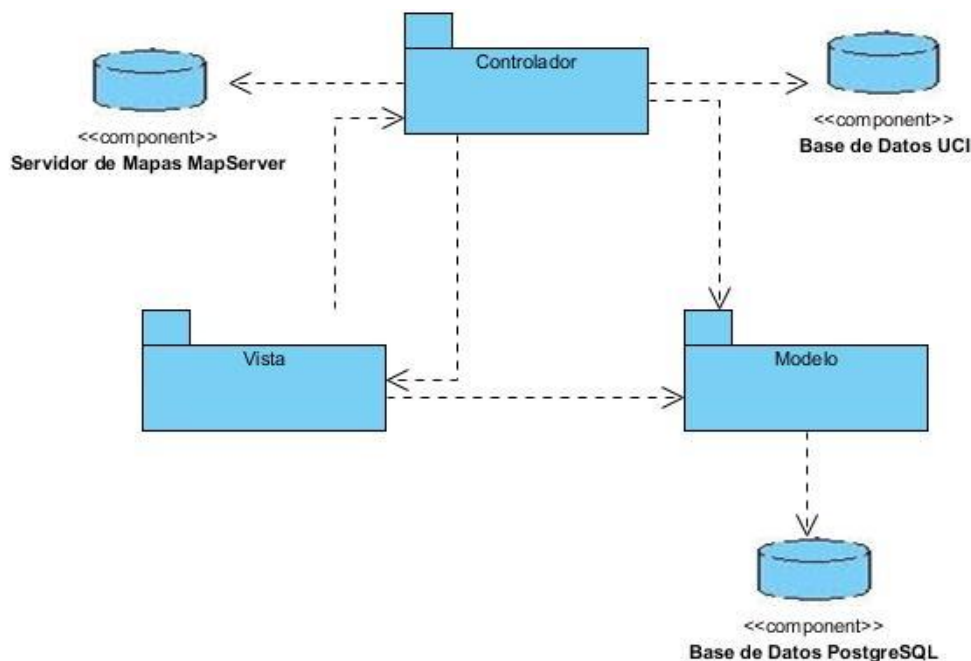 Controlador
<<component>>
Servidor de Mapas MapServer
<<component>>
Base de Datos UCI
Vista
Modelo
<<component>>
Base de Datos PostgreSQL